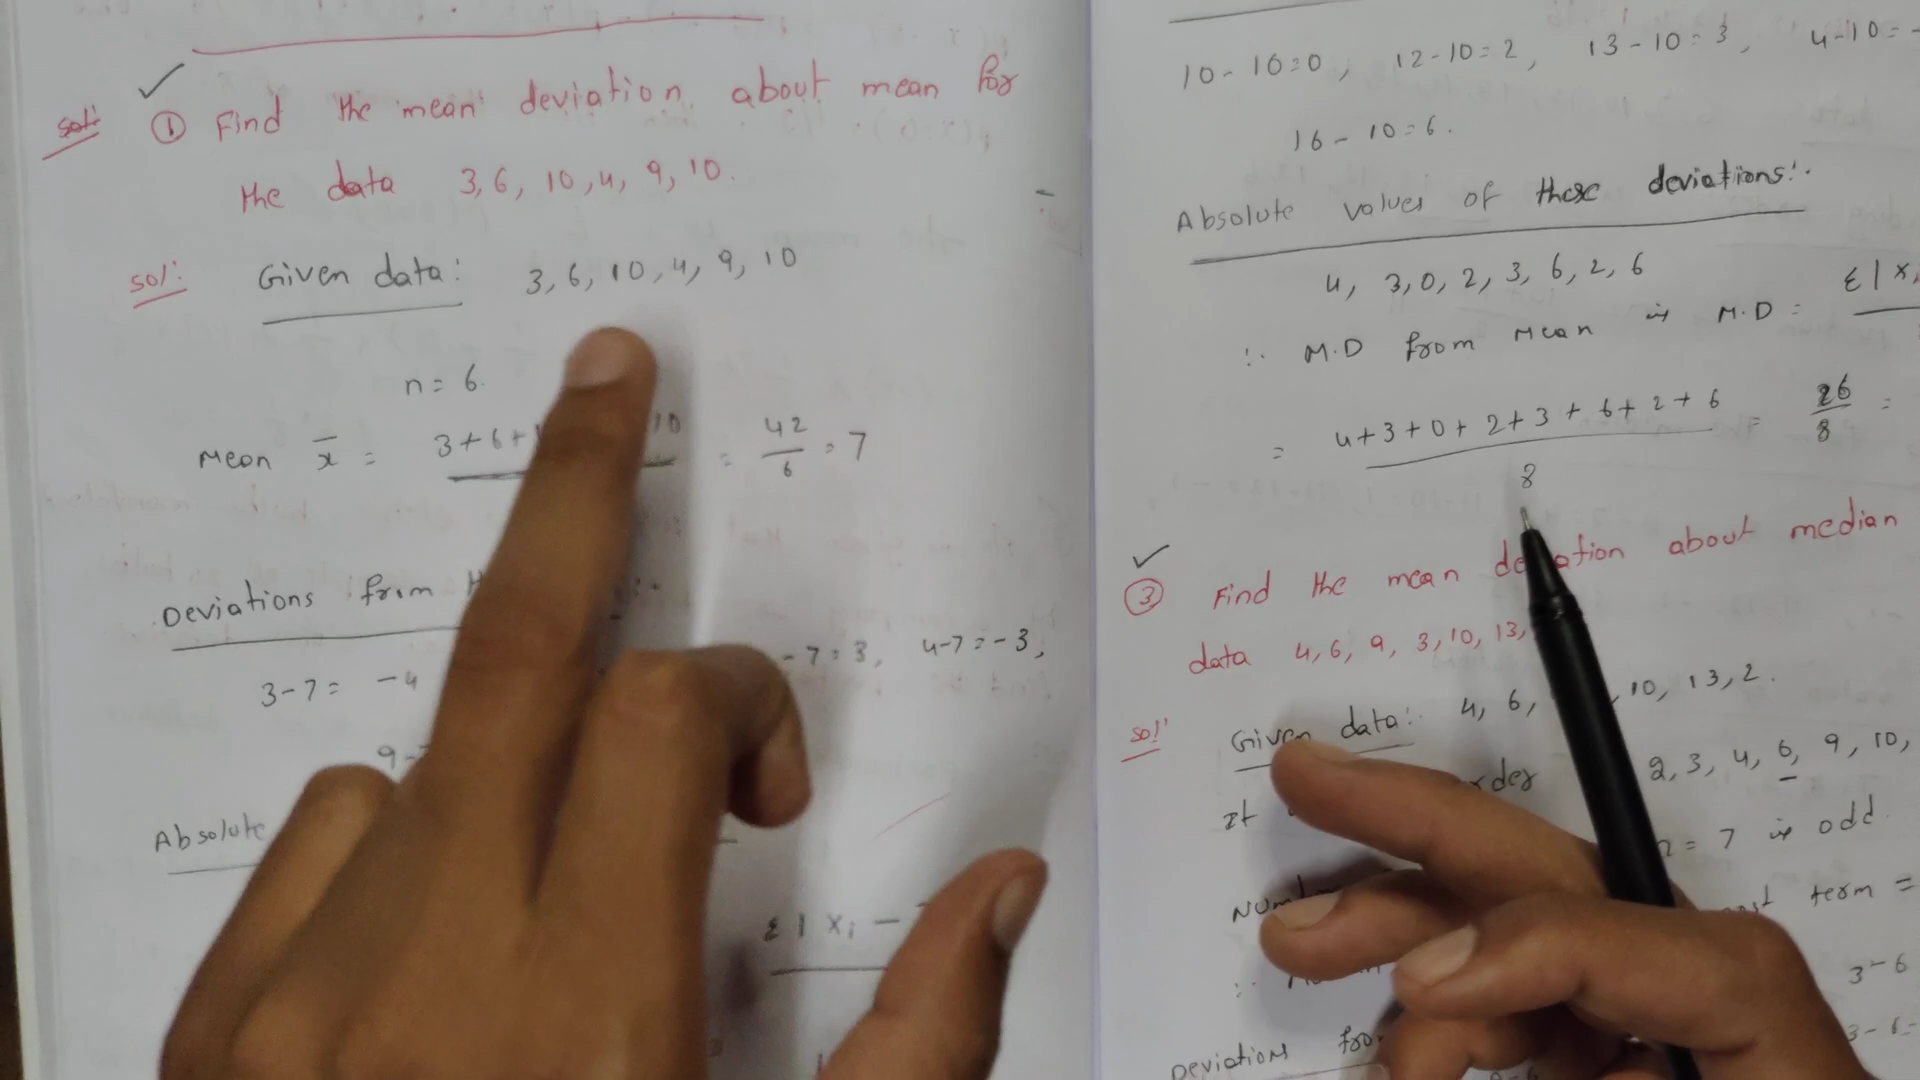 sol:
① Find the mean deviation about mean for
the data 3, 6, 10, 4, 9, 10.
sol: Given data: 3, 6, 10, 4, 9, 10
n = 6.
Mean x̄ = 3+6+ 10 = 42/6 = 7
Deviations from
3-7 = -4 -7 = 3, 4-7 = -3,
9-
Absolute
Σ | xᵢ -
10-10=0, 12-10=2, 13-10=3, 4-10=-
16-10=6.
Absolute values of these deviations:
4, 3, 0, 2, 3, 6, 2, 6
∴ M.D from Mean is M.D = Σ | x
= 4+3+0+2+3+6+2+6 / 8 = 26/8 =
③ Find the mean deviation about median
data 4, 6, 9, 3, 10, 13,
sol: Given data: 4, 6, 10, 13, 2.
It 2, 3, 4, 6, 9, 10,
n = 7 is odd.
term =
3-6
Deviations 3-6=